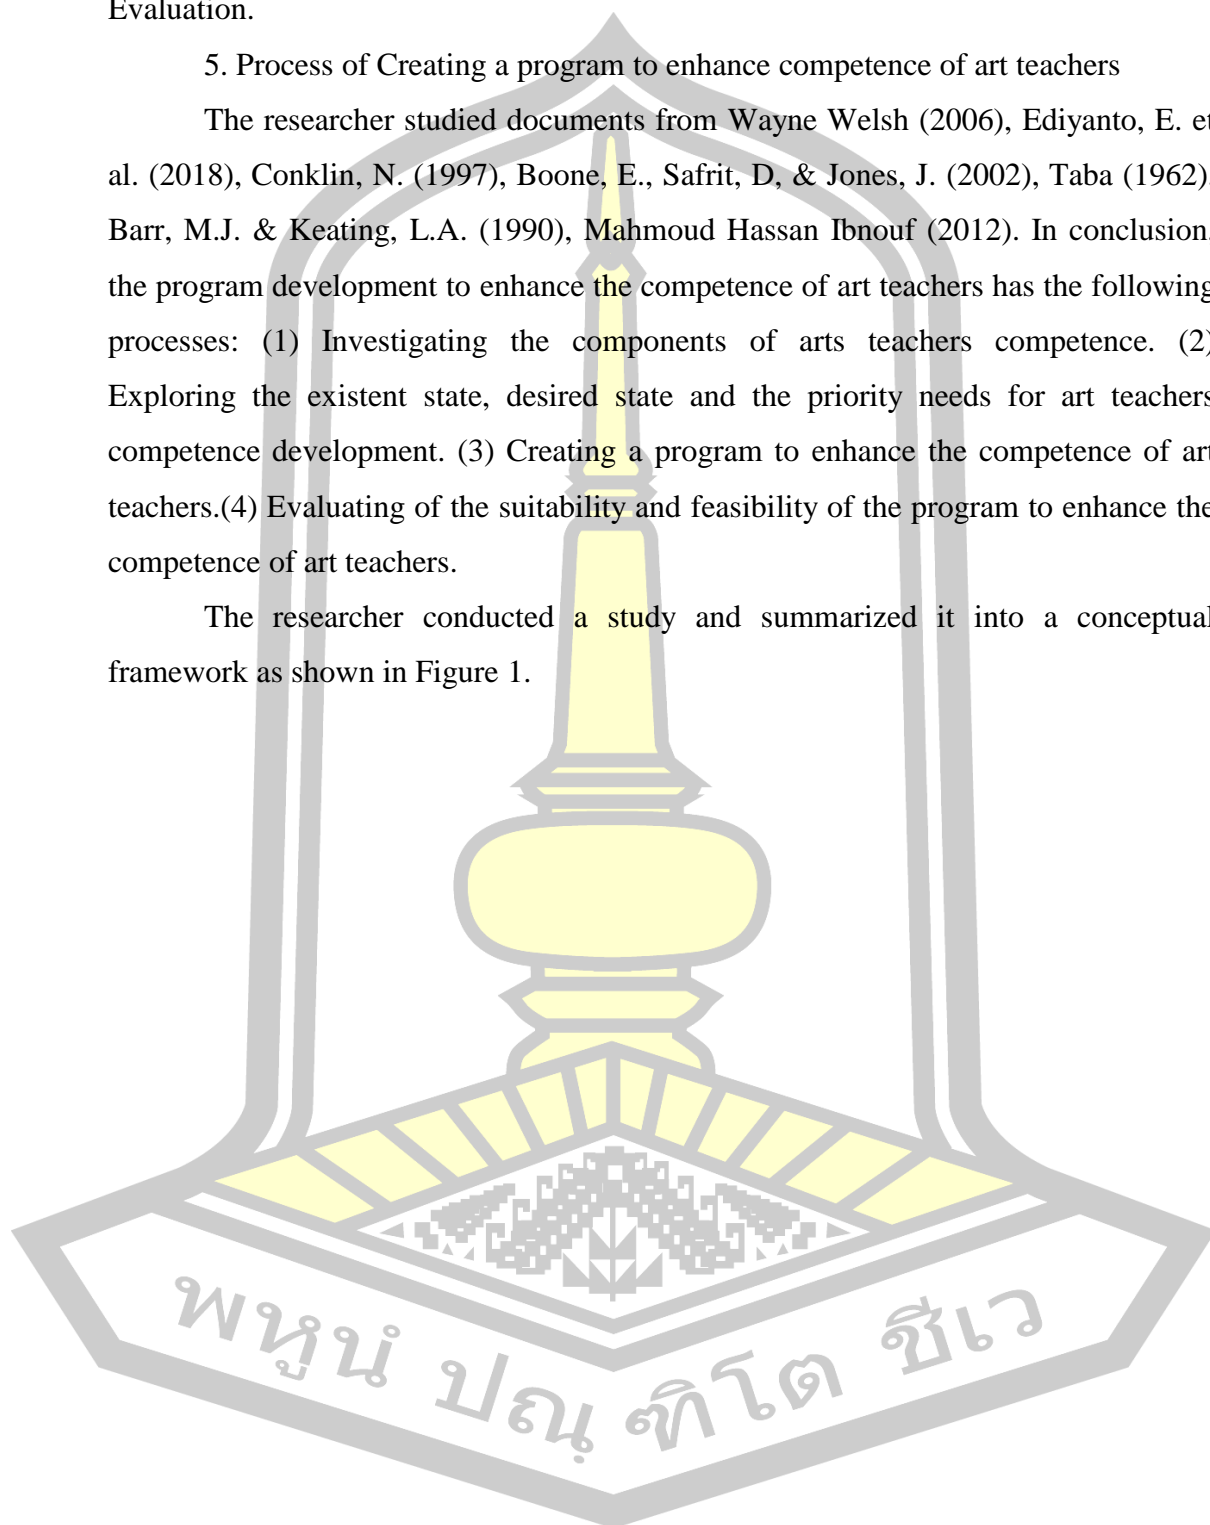 Evaluation.
5. Process of Creating a program to enhance competence of art teachers
The researcher studied documents from Wayne Welsh (2006), Ediyanto, E. et
al. (2018), Conklin, N. (1997), Boone, E., Safrit, D, & Jones, J. (2002), Taba (1962),
Barr, M.J. & Keating, L.A. (1990), Mahmoud Hassan Ibnouf (2012). In conclusion,
the program development to enhance the competence of art teachers has the following
processes: (1) Investigating the components of arts teachers competence. (2)
Exploring the existent state, desired state and the priority needs for art teachers
competence development. (3) Creating a program to enhance the competence of art
teachers.(4) Evaluating of the suitability and feasibility of the program to enhance the
competence of art teachers.
The researcher conducted a study and summarized it into a conceptual
framework as shown in Figure 1.
พหูนํ ปณฺ ฑิโต ชีเว